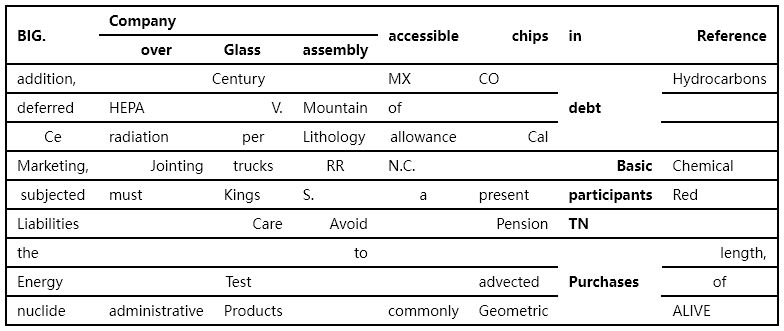 BIG. Company accessible chips in Reference
over Glass assembly
addition, Century MX CO debt Hydrocarbons
deferred HEPA V. Mountain of
Ce radiation per Lithology allowance Cal
Marketing, Jointing trucks RR N.C. Basic Chemical
subjected must Kings S. a present participants Red
Liabilities Care Avoid Pension TN
the to Purchases length,
Energy Test advected of
nuclide administrative Products commonly Geometric ALIVE